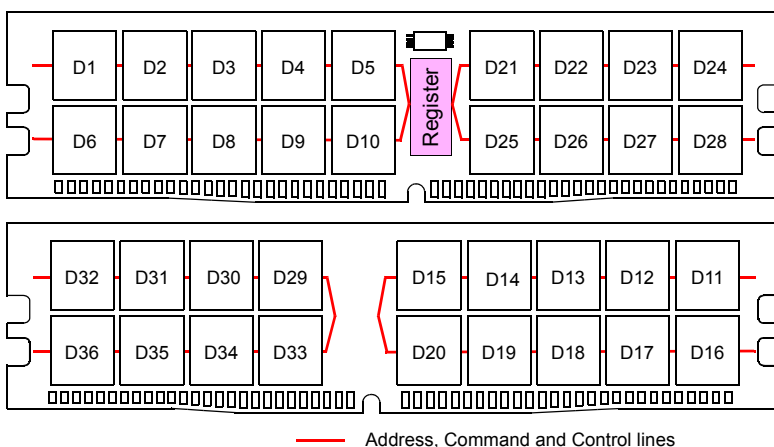 D1 D2 D3 D4 D5 D21 D22 D23 D24
Register
D6 D7 D8 D9 D10 D25 D26 D27 D28
D32 D31 D30 D29 D15 D14 D13 D12 D11
D36 D35 D34 D33 D20 D19 D18 D17 D16
Address, Command and Control lines